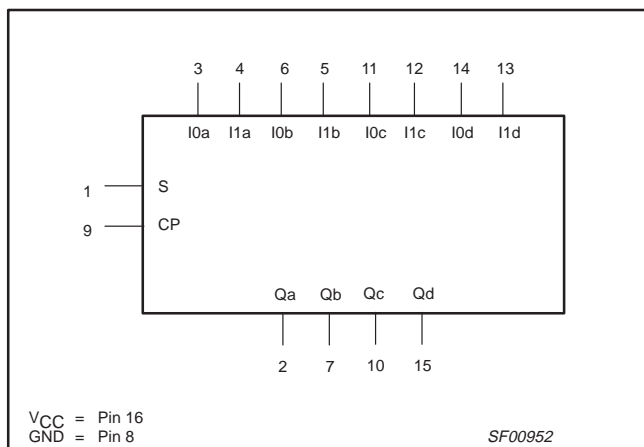 3 4 6 5 11 12 14 13
I0a I1a I0b I1b I0c I1c I0d I1d
1 S
9 CP
Qa Qb Qc Qd
2 7 10 15
VCC = Pin 16
GND = Pin 8
SF00952